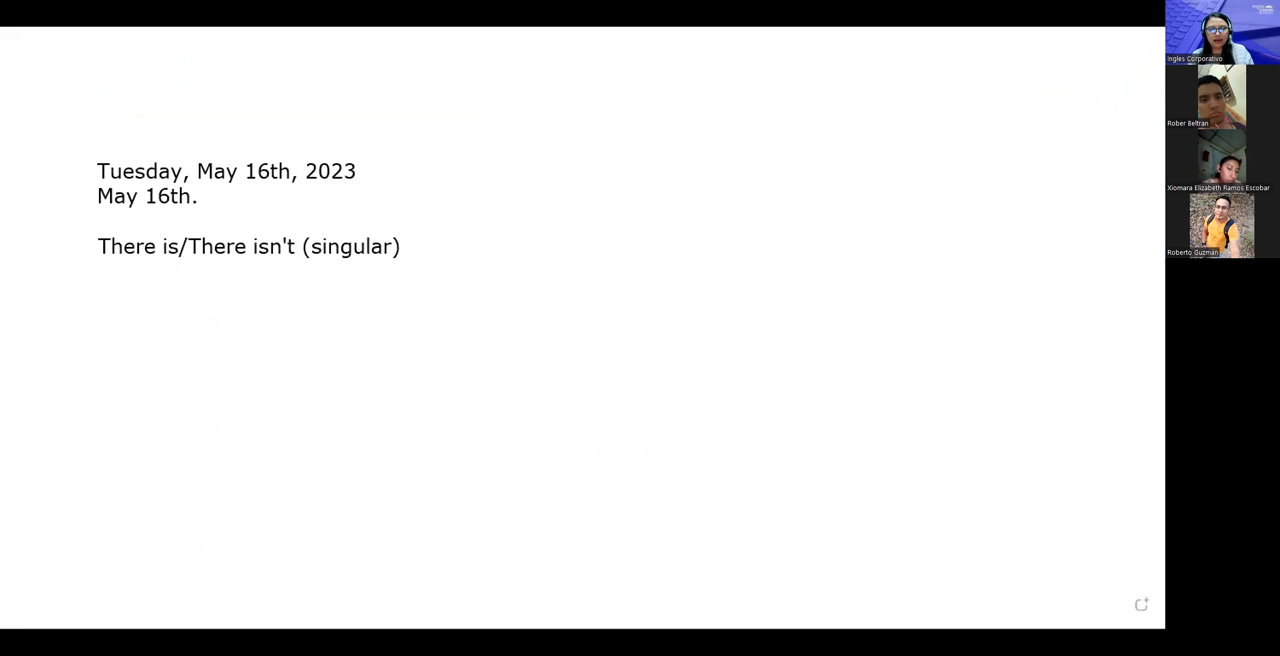 Tuesday, May 16th, 2023
May 16th.
There is/There isn't (singular)
Ingles Corporativo
Rober Beltran
Xiomara Elizabeth Ramos Escobar
Roberto Guzman